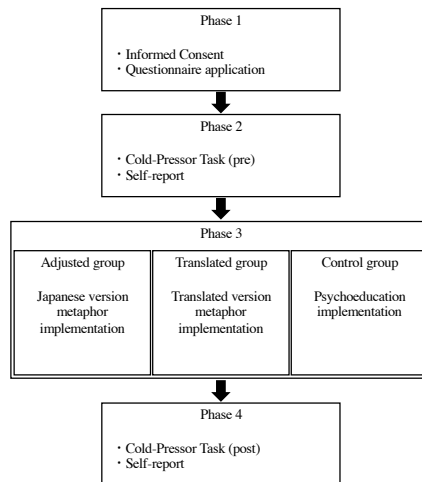 Phase 1
・Informed Consent
・Questionnaire application
Phase 2
・Cold-Pressor Task (pre)
・Self-report
Phase 3
Adjusted group
Japanese version
metaphor
implementation
Translated group
Translated version
metaphor
implementation
Control group
Psychoeducation
implementation
Phase 4
・Cold-Pressor Task (post)
・Self-report